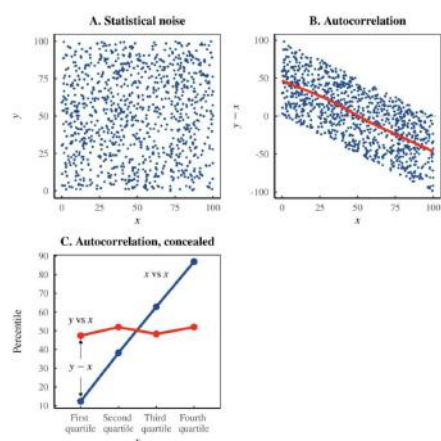 A. Statistical noise
100
75
y
50
25
0
0 25 50 75 100
x
B. Autocorrelation
100
50
y − x
0
-50
-100
0 25 50 75 100
x
C. Autocorrelation, concealed
90
80
70
60
Percentile
50
40
30
20
10
x vs x
y vs x
y − x
First quartile
Second quartile
Third quartile
Fourth quartile